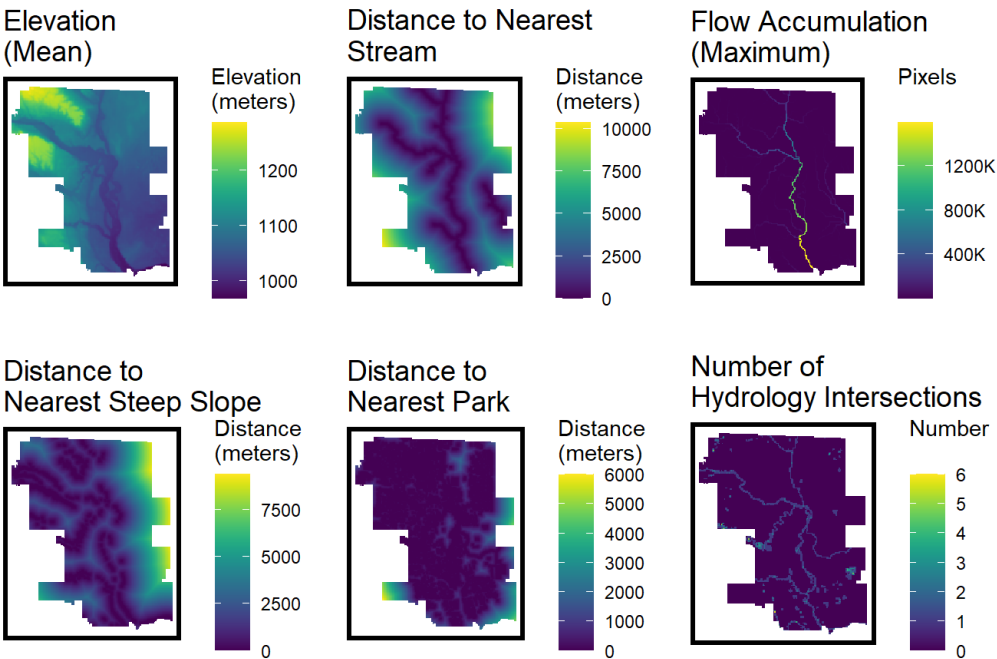 Elevation
(Mean)
Elevation
(meters)
1200
1100
1000
Distance to Nearest
Stream
Distance
(meters)
10000
7500
5000
2500
0
Flow Accumulation
(Maximum)
Pixels
1200K
800K
400K
Distance to
Nearest Steep Slope
Distance
(meters)
7500
5000
2500
0
Distance to
Nearest Park
Distance
(meters)
6000
5000
4000
3000
2000
1000
0
Number of
Hydrology Intersections
Number
6
5
4
3
2
1
0